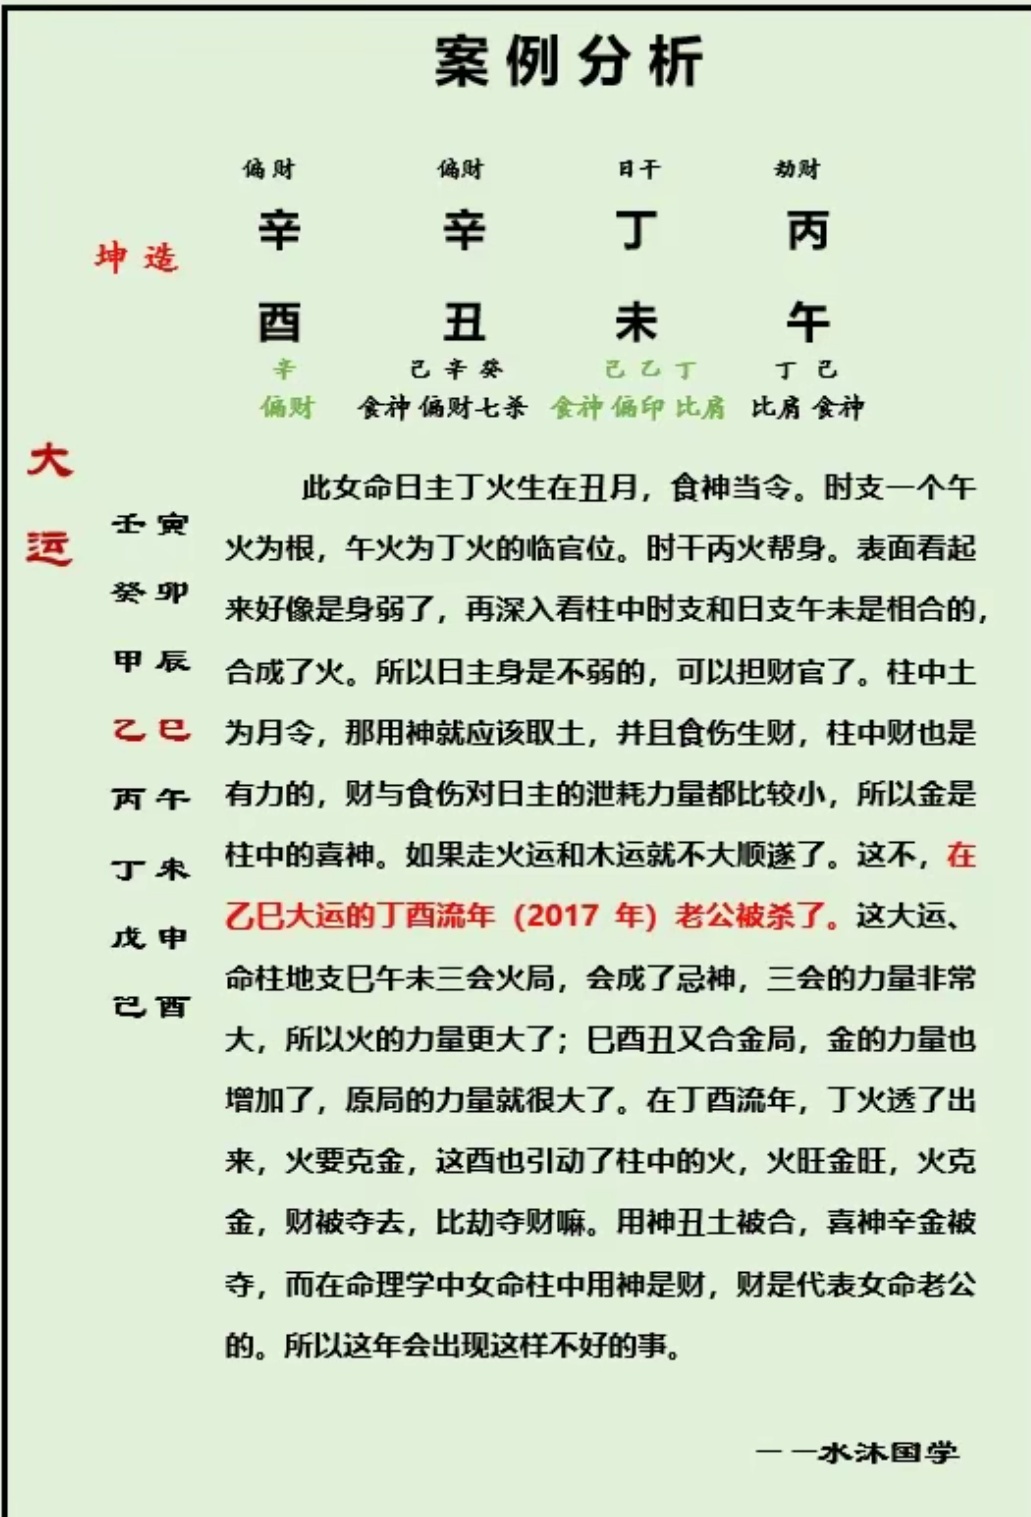 案例分析
偏财 偏财 日干 劫财
辛 辛 丁 丙
坤造
酉 丑 未 午
辛 己辛癸 己乙丁 丁己
偏财 食神偏财七杀 食神偏印比肩 比肩食神
大
运
壬寅
癸卯
甲辰
乙巳
丙午
丁未
戊申
己酉
此女命日主丁火生在丑月，食神当令。时支一个午
火为根，午火为丁火的临官位。时干丙火帮身。表面看起
来好像是身弱了，再深入看柱中时支和日支午未是相合的，
合成了火。所以日主身是不弱的，可以担财官了。柱中土
为月令，那用神就应该取土，并且食伤生财，柱中财也是
有力的，财与食伤对日主的泄耗力量都比较小，所以金是
柱中的喜神。如果走火运和木运就不大顺遂了。这不，在
乙巳大运的丁酉流年（2017 年）老公被杀了。这大运、
命柱地支巳午未三会火局，会成了忌神，三会的力量非常
大，所以火的力量更大了；巳酉丑又合金局，金的力量也
增加了，原局的力量就很大了。在丁酉流年，丁火透了出
来，火要克金，这酉也引动了柱中的火，火旺金旺，火克
金，财被夺去，比劫夺财嘛。用神丑土被合，喜神辛金被
夺，而在命理学中女命柱中用神是财，财是代表女命老公
的。所以这年会出现这样不好的事。
——水沐国学